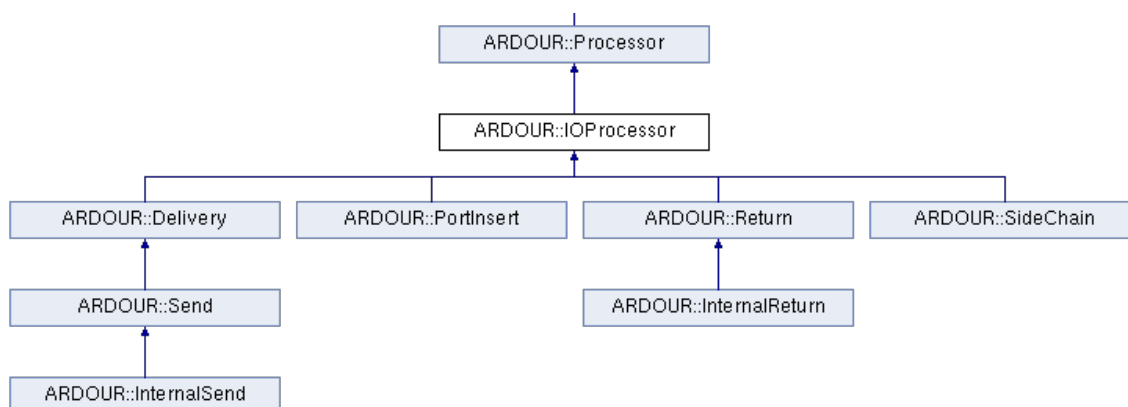 ARDOUR::Processor
ARDOUR::IOProcessor
ARDOUR::Delivery
ARDOUR::PortInsert
ARDOUR::Return
ARDOUR::SideChain
ARDOUR::Send
ARDOUR::InternalReturn
ARDOUR::InternalSend